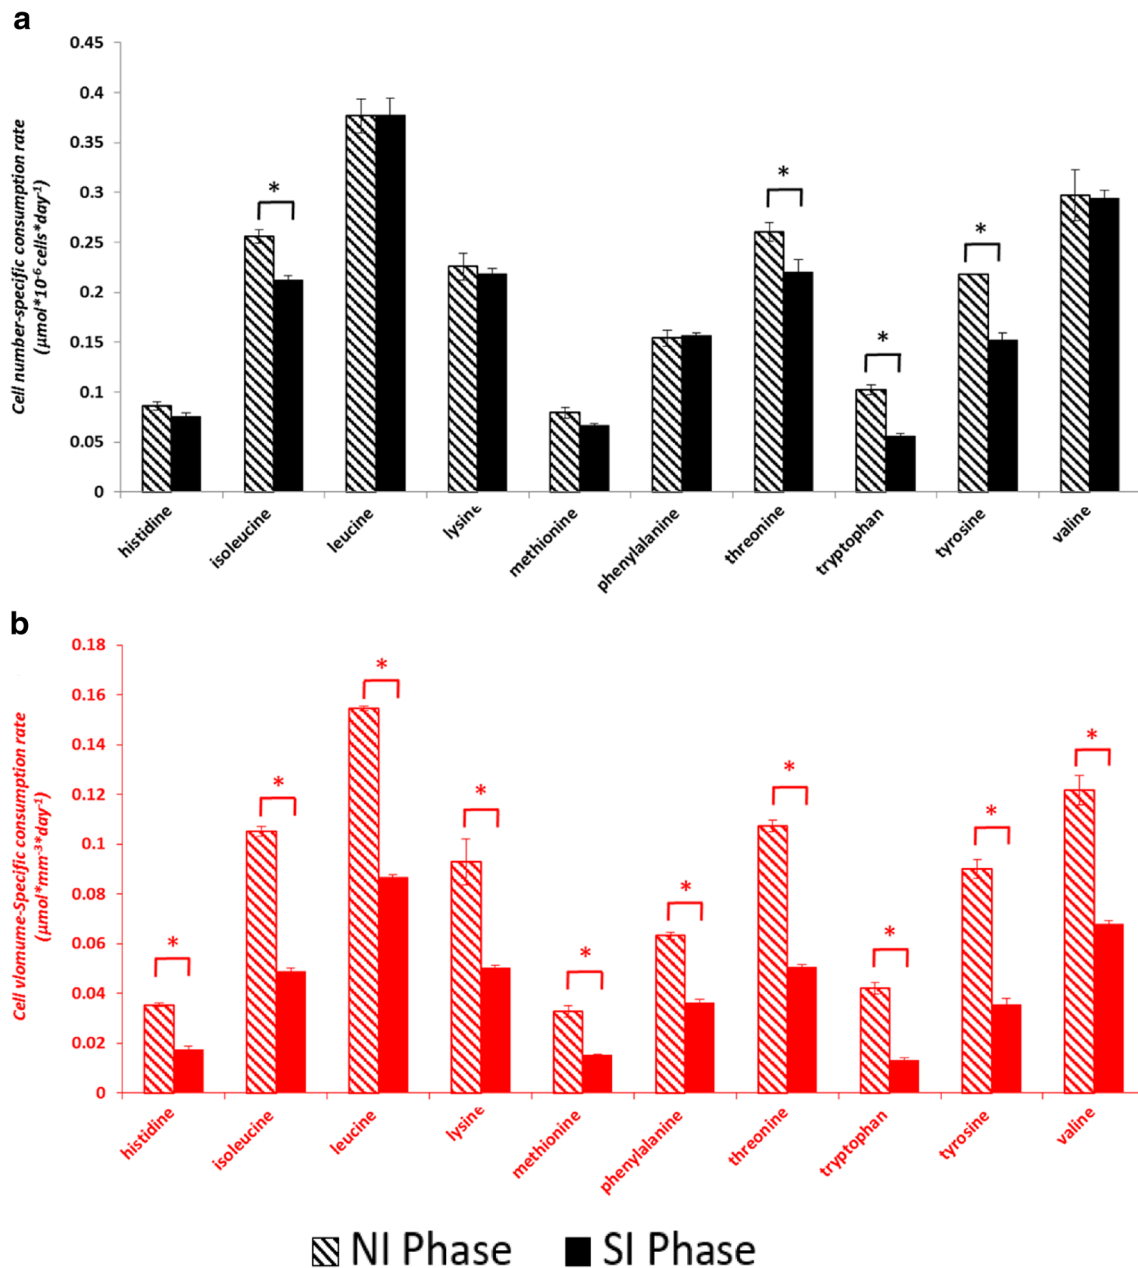 a
Cell number-specific consumption rate
(µmol*10⁻⁶cells*day⁻¹)
0.45
0.4
0.35
0.3
0.25
0.2
0.15
0.1
0.05
0
*
*
*
*
histidine
isoleucine
leucine
lysine
methionine
phenylalanine
threonine
tryptophan
tyrosine
valine
b
Cell vlomume-Specific consumption rate
(µmol*mm⁻³*day⁻¹)
0.18
0.16
0.14
0.12
0.1
0.08
0.06
0.04
0.02
0
*
*
*
*
*
*
*
*
*
*
histidine
isoleucine
leucine
lysine
methionine
phenylalanine
threonine
tryptophan
tyrosine
valine
NI Phase
SI Phase